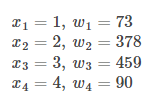 x₁ = 1, w₁ = 73
x₂ = 2, w₂ = 378
x₃ = 3, w₃ = 459
x₄ = 4, w₄ = 90